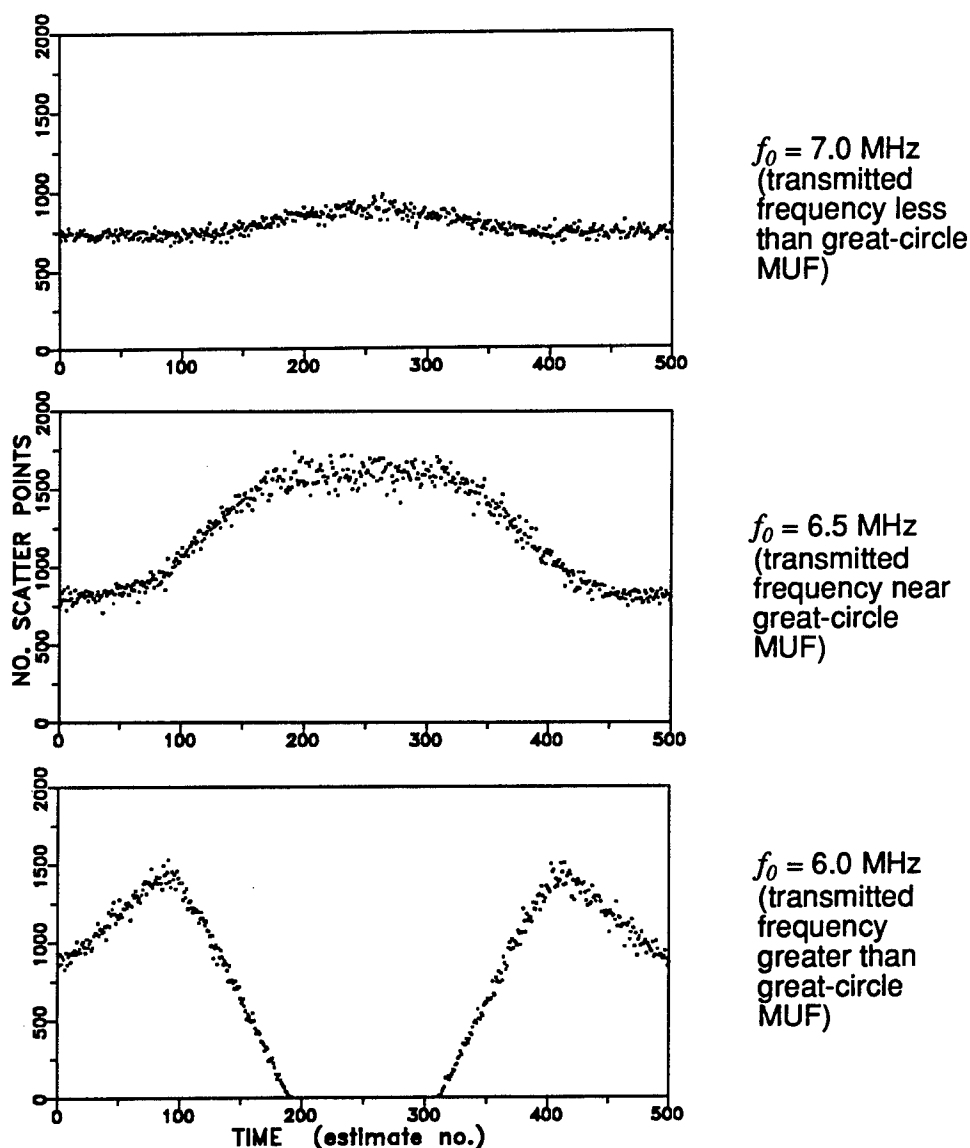 2000
1500
1000
500
0
0 100 200 300 400 500
f0 = 7.0 MHz
(transmitted
frequency less
than great-circle
MUF)
NO. SCATTER POINTS
2000
1500
1000
500
0
0 100 200 300 400 500
f0 = 6.5 MHz
(transmitted
frequency near
great-circle
MUF)
2000
1500
1000
500
0
0 100 200 300 400 500
TIME (estimate no.)
f0 = 6.0 MHz
(transmitted
frequency
greater than
great-circle
MUF)